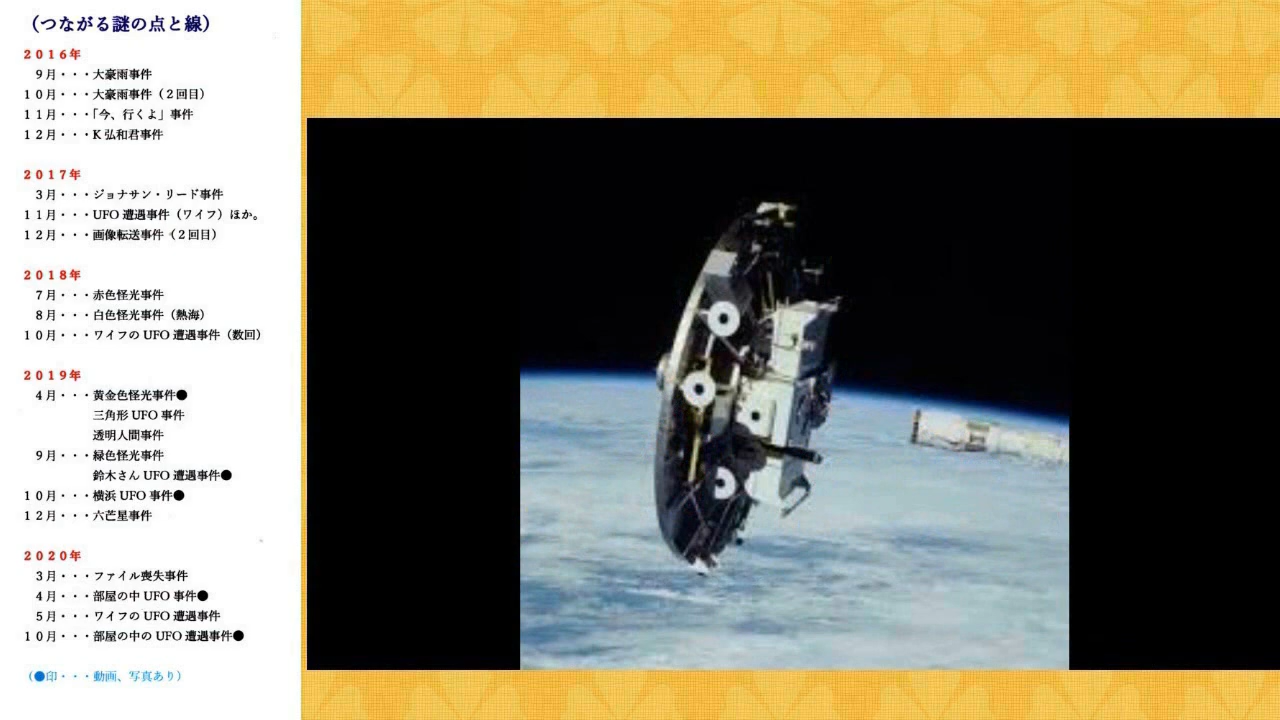 （つながる謎の点と線）
２０１６年
９月・・・大豪雨事件
１０月・・・大豪雨事件（２回目）
１１月・・・「今、行くよ」事件
１２月・・・K 弘和君事件
２０１７年
３月・・・ジョナサン・リード事件
１１月・・・UFO 遭遇事件（ワイフ）ほか。
１２月・・・画像転送事件（２回目）
２０１８年
７月・・・赤色怪光事件
８月・・・白色怪光事件（熱海）
１０月・・・ワイフの UFO 遭遇事件（数回）
２０１９年
４月・・・黄金色怪光事件●
三角形 UFO 事件
透明人間事件
９月・・・緑色怪光事件
鈴木さん UFO 遭遇事件●
１０月・・・横浜 UFO 事件●
１２月・・・六芒星事件
２０２０年
３月・・・ファイル喪失事件
４月・・・部屋の中 UFO 事件●
５月・・・ワイフの UFO 遭遇事件
１０月・・・部屋の中の UFO 遭遇事件●
（●印・・・動画、写真あり）